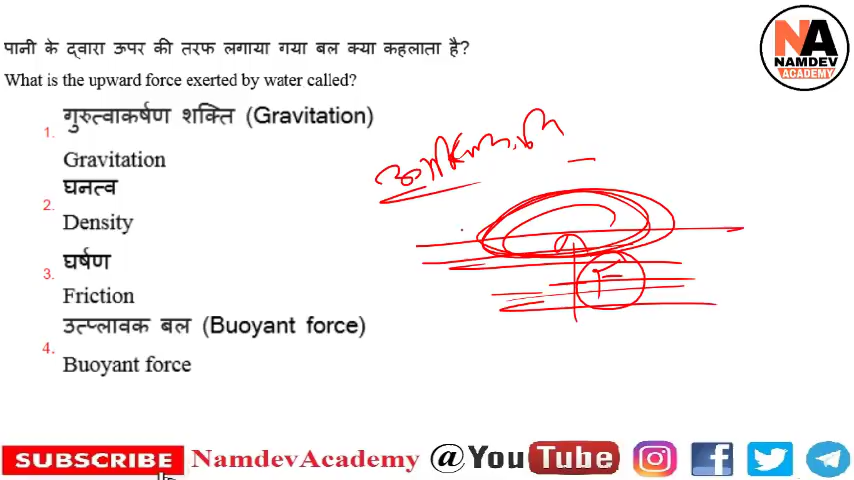 पानी के द्वारा ऊपर की तरफ लगाया गया बल क्या कहलाता है?
What is the upward force exerted by water called?
1. गुरुत्वाकर्षण शक्ति (Gravitation)
Gravitation
2. घनत्व
Density
3. घर्षण
Friction
4. उत्प्लावक बल (Buoyant force)
Buoyant force
NA
NAMDEV
ACADEMY
F
SUBSCRIBE NamdevAcademy @YouTube